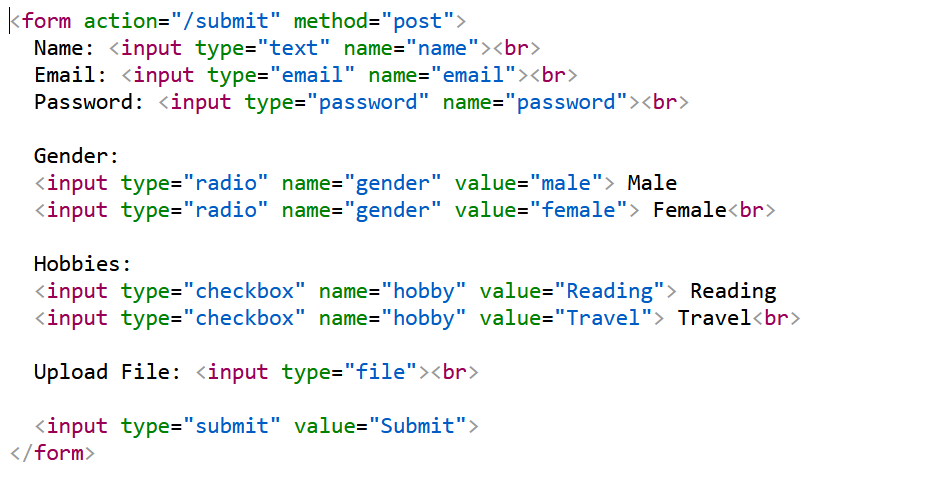 <form action="/submit" method="post">
Name: <input type="text" name="name"><br>
Email: <input type="email" name="email"><br>
Password: <input type="password" name="password"><br>
Gender:
<input type="radio" name="gender" value="male"> Male
<input type="radio" name="gender" value="female"> Female<br>
Hobbies:
<input type="checkbox" name="hobby" value="Reading"> Reading
<input type="checkbox" name="hobby" value="Travel"> Travel<br>
Upload File: <input type="file"><br>
<input type="submit" value="Submit">
</form>